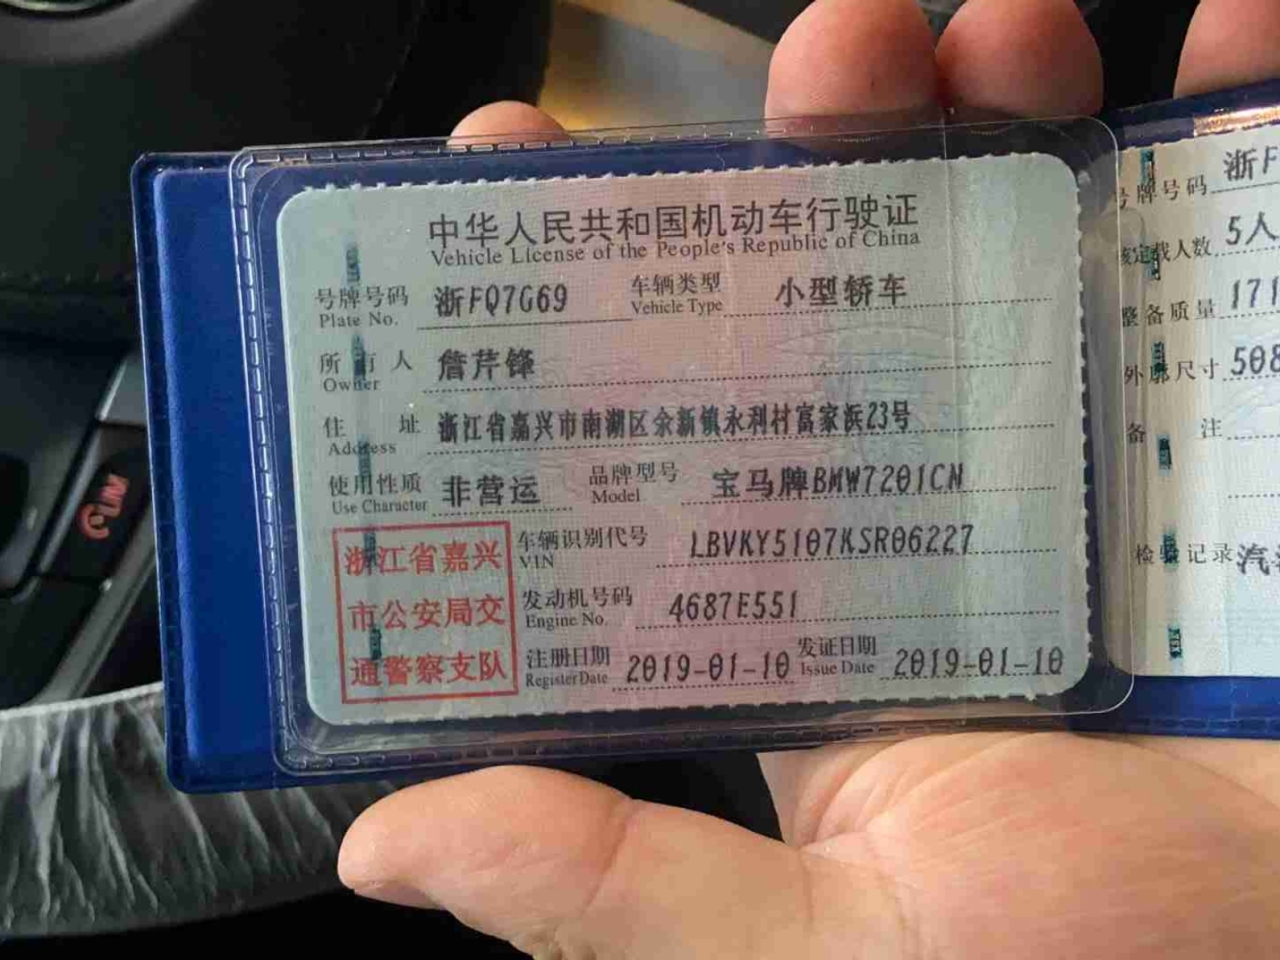 中华人民共和国机动车行驶证
Vehicle License of the People's Republic of China
号牌号码 浙FQ7G69 车辆类型 小型轿车
Plate No. Vehicle Type
所有人 詹芹锋
Owner
住址 浙江省嘉兴市南湖区余新镇永利村富家浜23号
Address
使用性质 非营运 品牌型号 宝马牌BMW7201CN
Use Character Model
浙江省嘉兴
市公安局交
通警察支队
车辆识别代号 LBVKY5107KSR06227
VIN
发动机号码 4687E551
Engine No.
注册日期 2019-01-10 发证日期 2019-01-10
Register Date Issue Date
号牌号码 浙F
核定载人数 5人
整备质量 171
外廓尺寸 508
备注
检验记录 汽